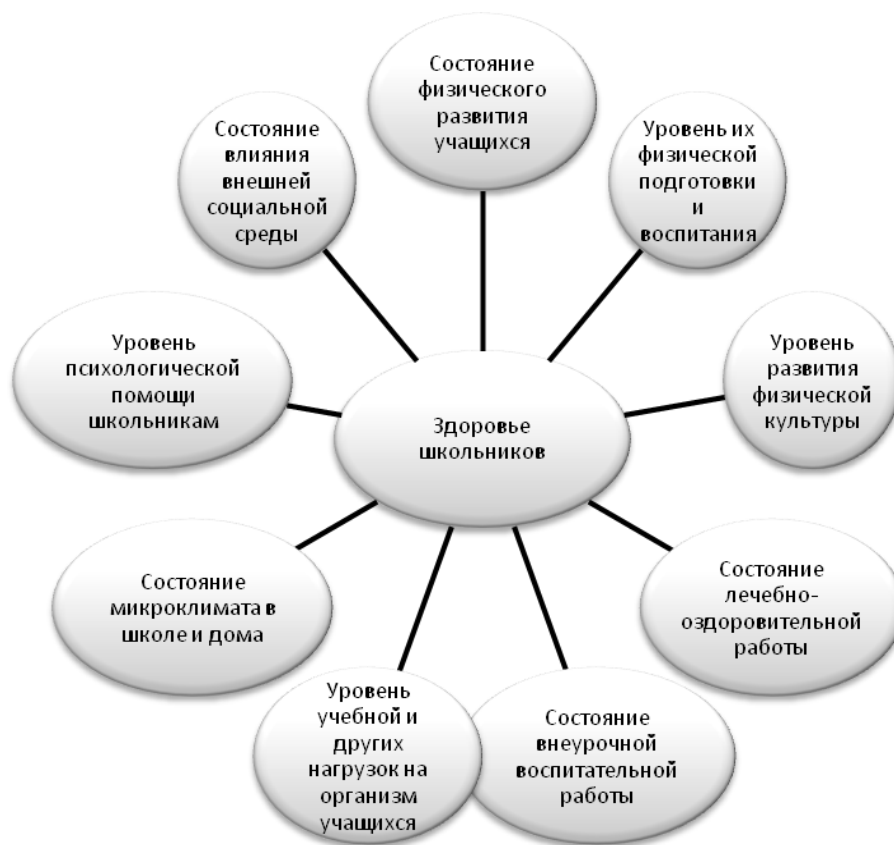 Состояние
физического
развития
учащихся
Уровень их
физической
подготовки
и
воспитания
Уровень
развития
физической
культуры
Состояние
лечебно-
оздоровительной
работы
Состояние
внеурочной
воспитательной
работы
Уровень
учебной и
других
нагрузок на
организм
учащихся
Состояние
микроклимата в
школе и дома
Уровень
психологической
помощи
школьникам
Состояние
влияния
внешней
социальной
среды
Здоровье
школьников